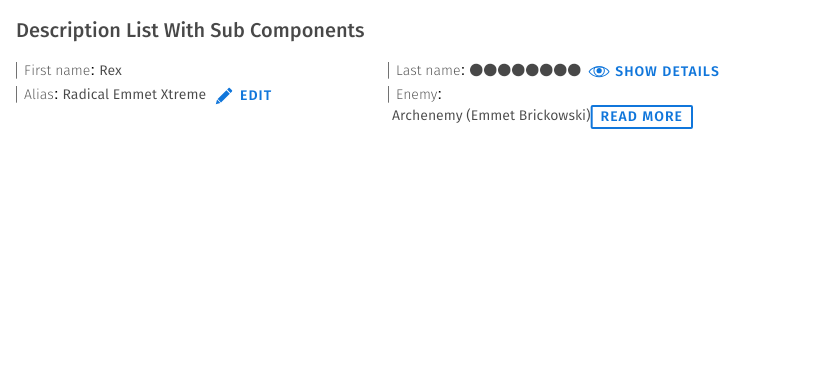 Description List With Sub Components
First name: Rex
Last name: ●●●●●●●● SHOW DETAILS
Alias: Radical Emmet Xtreme EDIT
Enemy:
Archenemy (Emmet Brickowski) READ MORE